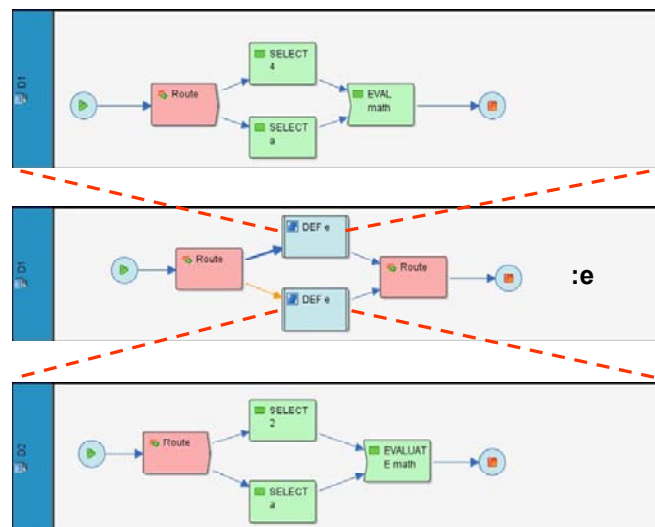 D1
Route
SELECT
4
SELECT
a
EVAL
math
D1
Route
DEF e
DEF e
Route
:e
D2
Route
SELECT
2
SELECT
a
EVALUAT
E math